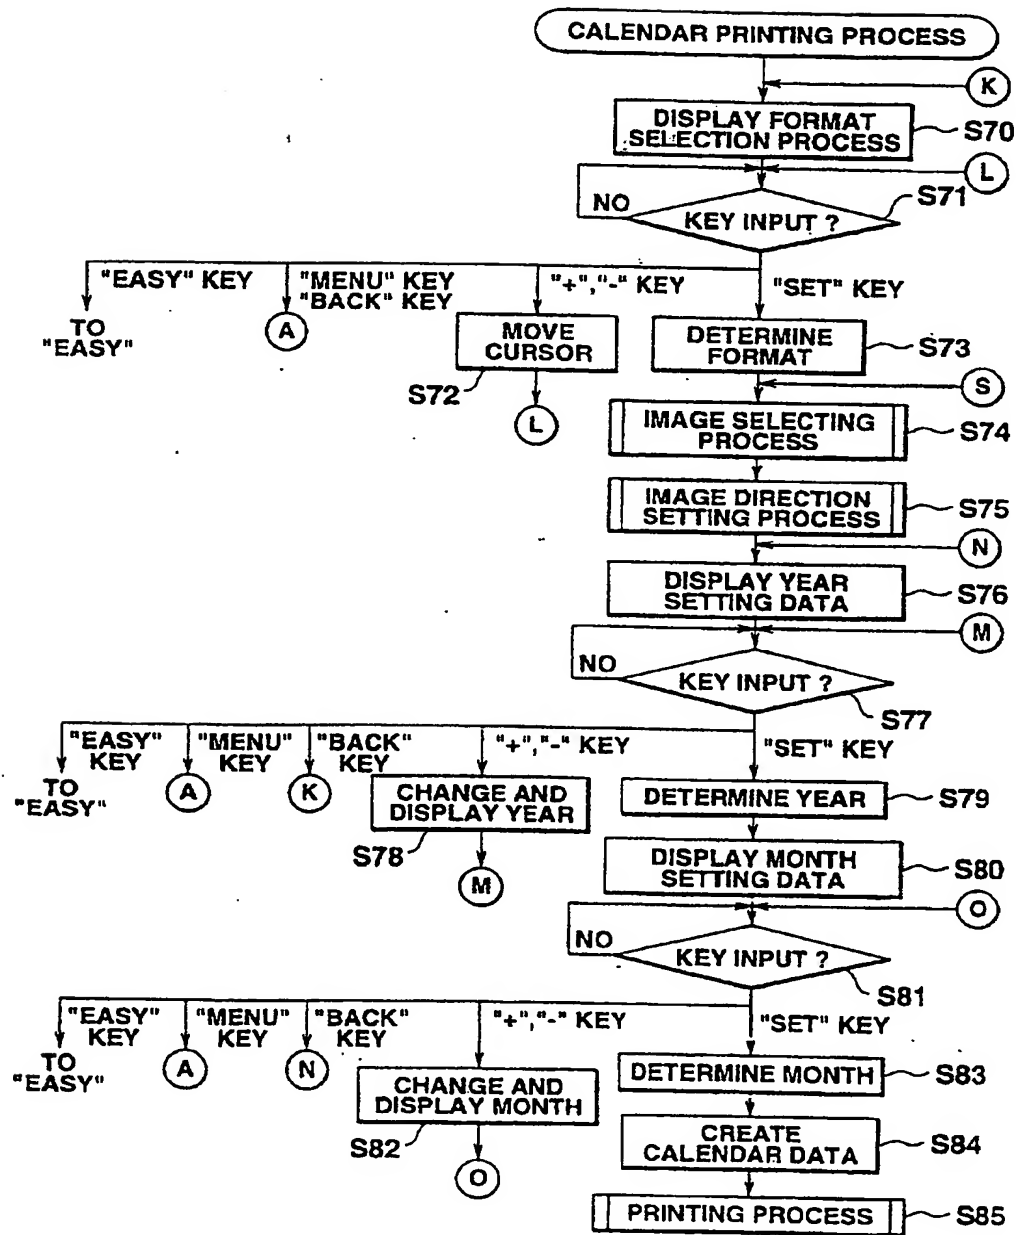 CALENDAR PRINTING PROCESS
K
DISPLAY FORMAT
SELECTION PROCESS
S70
L
S71
NO
KEY INPUT ?
"EASY" KEY
"MENU" KEY
"BACK" KEY
"+","-" KEY
"SET" KEY
TO
"EASY"
A
MOVE
CURSOR
S72
L
DETERMINE
FORMAT
S73
S
IMAGE SELECTING
PROCESS
S74
IMAGE DIRECTION
SETTING PROCESS
S75
N
DISPLAY YEAR
SETTING DATA
S76
M
NO
KEY INPUT ?
S77
"EASY"
KEY
"MENU"
KEY
"BACK"
KEY
"+","-" KEY
"SET" KEY
TO
"EASY"
A
K
CHANGE AND
DISPLAY YEAR
S78
M
DETERMINE YEAR
S79
DISPLAY MONTH
SETTING DATA
S80
O
NO
KEY INPUT ?
S81
"EASY"
KEY
"MENU"
KEY
"BACK"
KEY
"+","-" KEY
"SET" KEY
TO
"EASY"
A
N
CHANGE AND
DISPLAY MONTH
S82
O
DETERMINE MONTH
S83
CREATE
CALENDAR DATA
S84
PRINTING PROCESS
S85